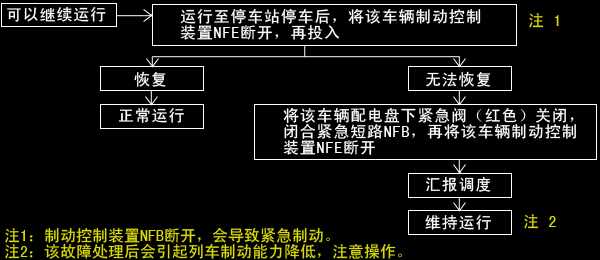 可以继续运行
运行至停车站停车后，将该车辆制动控制
装置NFE断开，再投入
注 1
恢复
无法恢复
正常运行
将该车辆配电盘下紧急阀（红色）关闭，
闭合紧急短路NFB，再将该车辆制动控制
装置NFE断开
汇报调度
维持运行
注 2
注1：制动控制装置NFB断开，会导致紧急制动。
注2：该故障处理后会引起列车制动能力降低，注意操作。